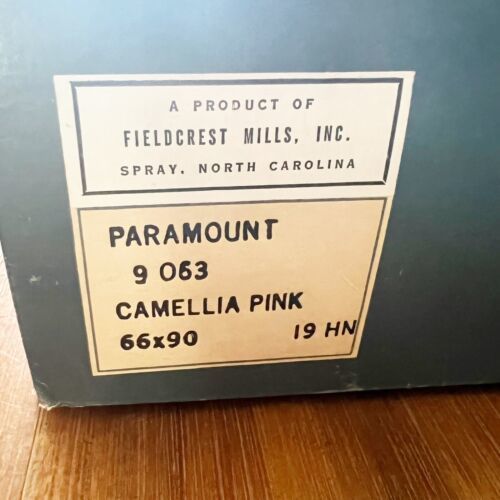 A PRODUCT OF
FIELDCREST MILLS, INC.
SPRAY, NORTH CAROLINA
PARAMOUNT
9 063
CAMELLIA PINK
66x90 19 HN